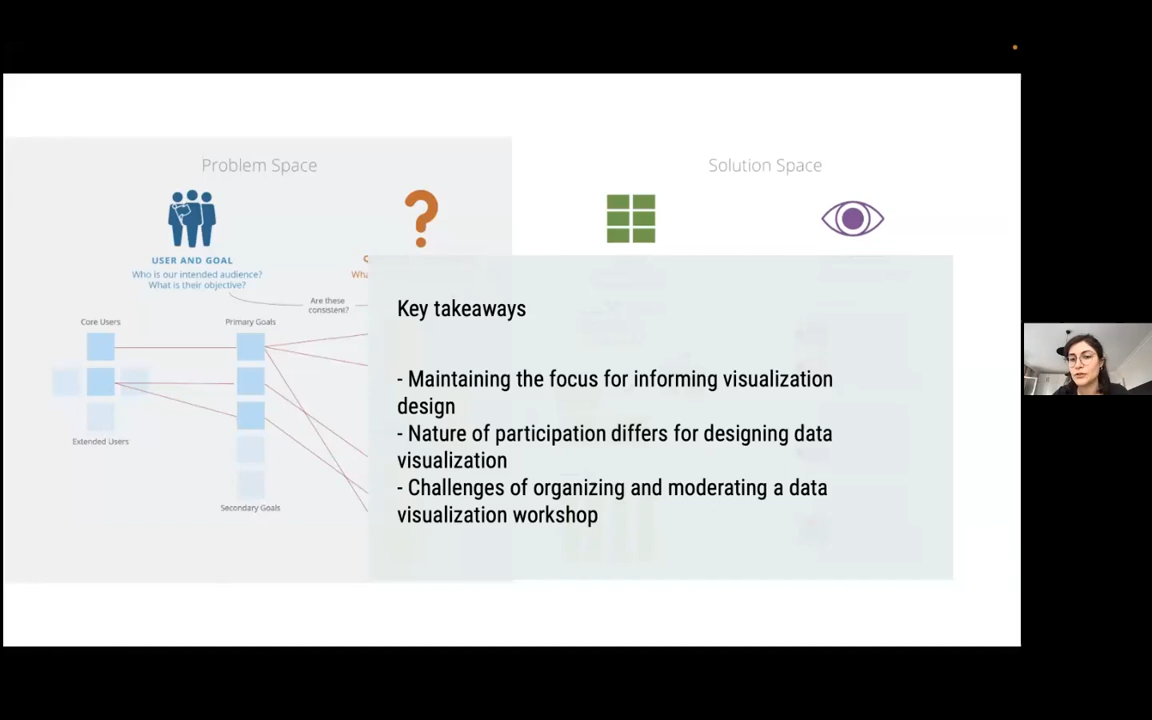 Problem Space
Solution Space
USER AND GOAL
Who is our intended audience?
What is their objective?
Are these
consistent?
Core Users
Primary Goals
Extended Users
Secondary Goals
Key takeaways
- Maintaining the focus for informing visualization
design
- Nature of participation differs for designing data
visualization
- Challenges of organizing and moderating a data
visualization workshop